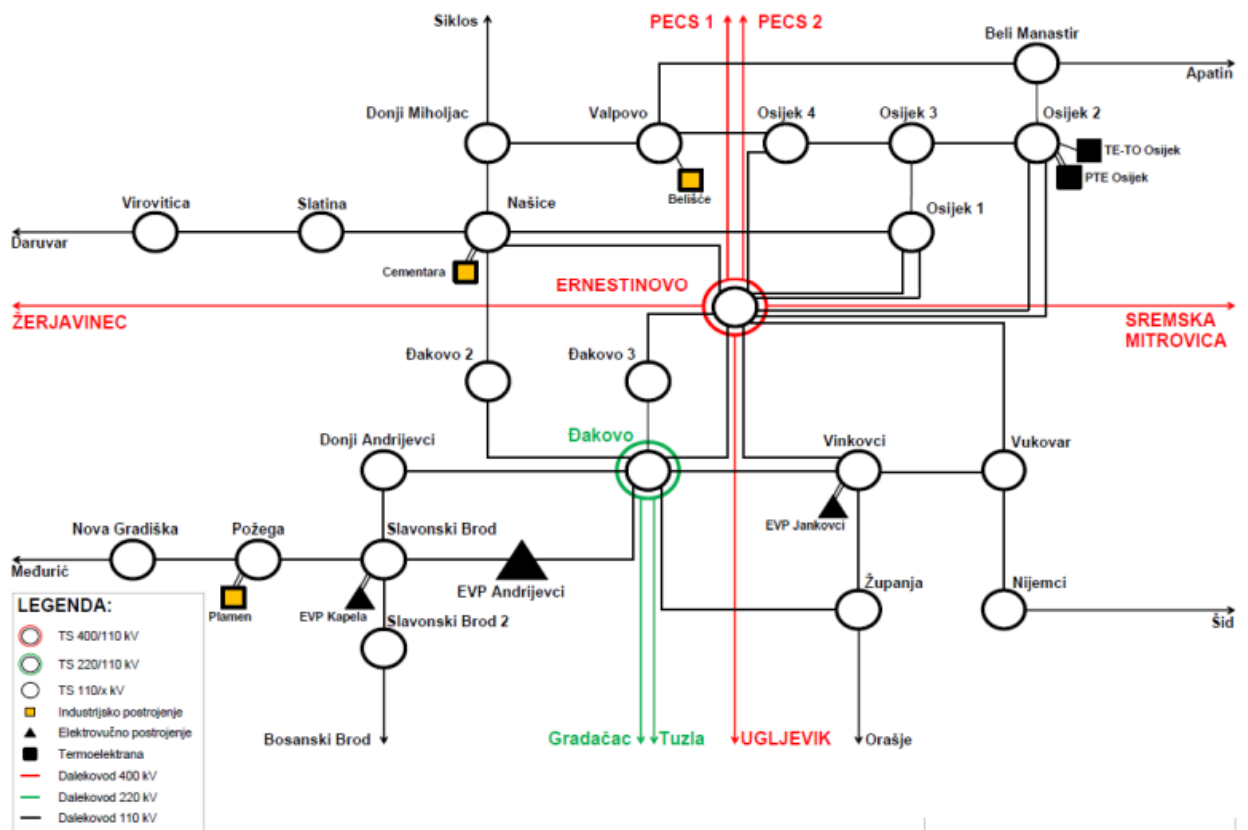 Siklos
PECS 1
PECS 2
Beli Manastir
Apatin
Donji Miholjac
Valpovo
Osijek 4
Osijek 3
Osijek 2
TE-TO Osijek
PTE Osijek
Belišće
Virovitica
Slatina
Našice
Osijek 1
Daruvar
Cementara
ERNESTINOVO
ŽERJAVINEC
SREMSKA
MITROVICA
Đakovo 2
Đakovo 3
Donji Andrijevci
Đakovo
Vinkovci
Vukovar
EVP Jankovci
Nova Gradiška
Požega
Slavonski Brod
Međurić
EVP Andrijevci
Županja
Nijemci
Plamen
EVP Kapela
Slavonski Brod 2
Šid
LEGENDA:
TS 400/110 kV
TS 220/110 kV
TS 110/x kV
Industrijsko postrojenje
Elektrovučno postrojenje
Termoelektrana
Dalekovod 400 kV
Dalekovod 220 kV
Dalekovod 110 kV
Bosanski Brod
Gradačac
Tuzla
UGLJEVIK
Orašje